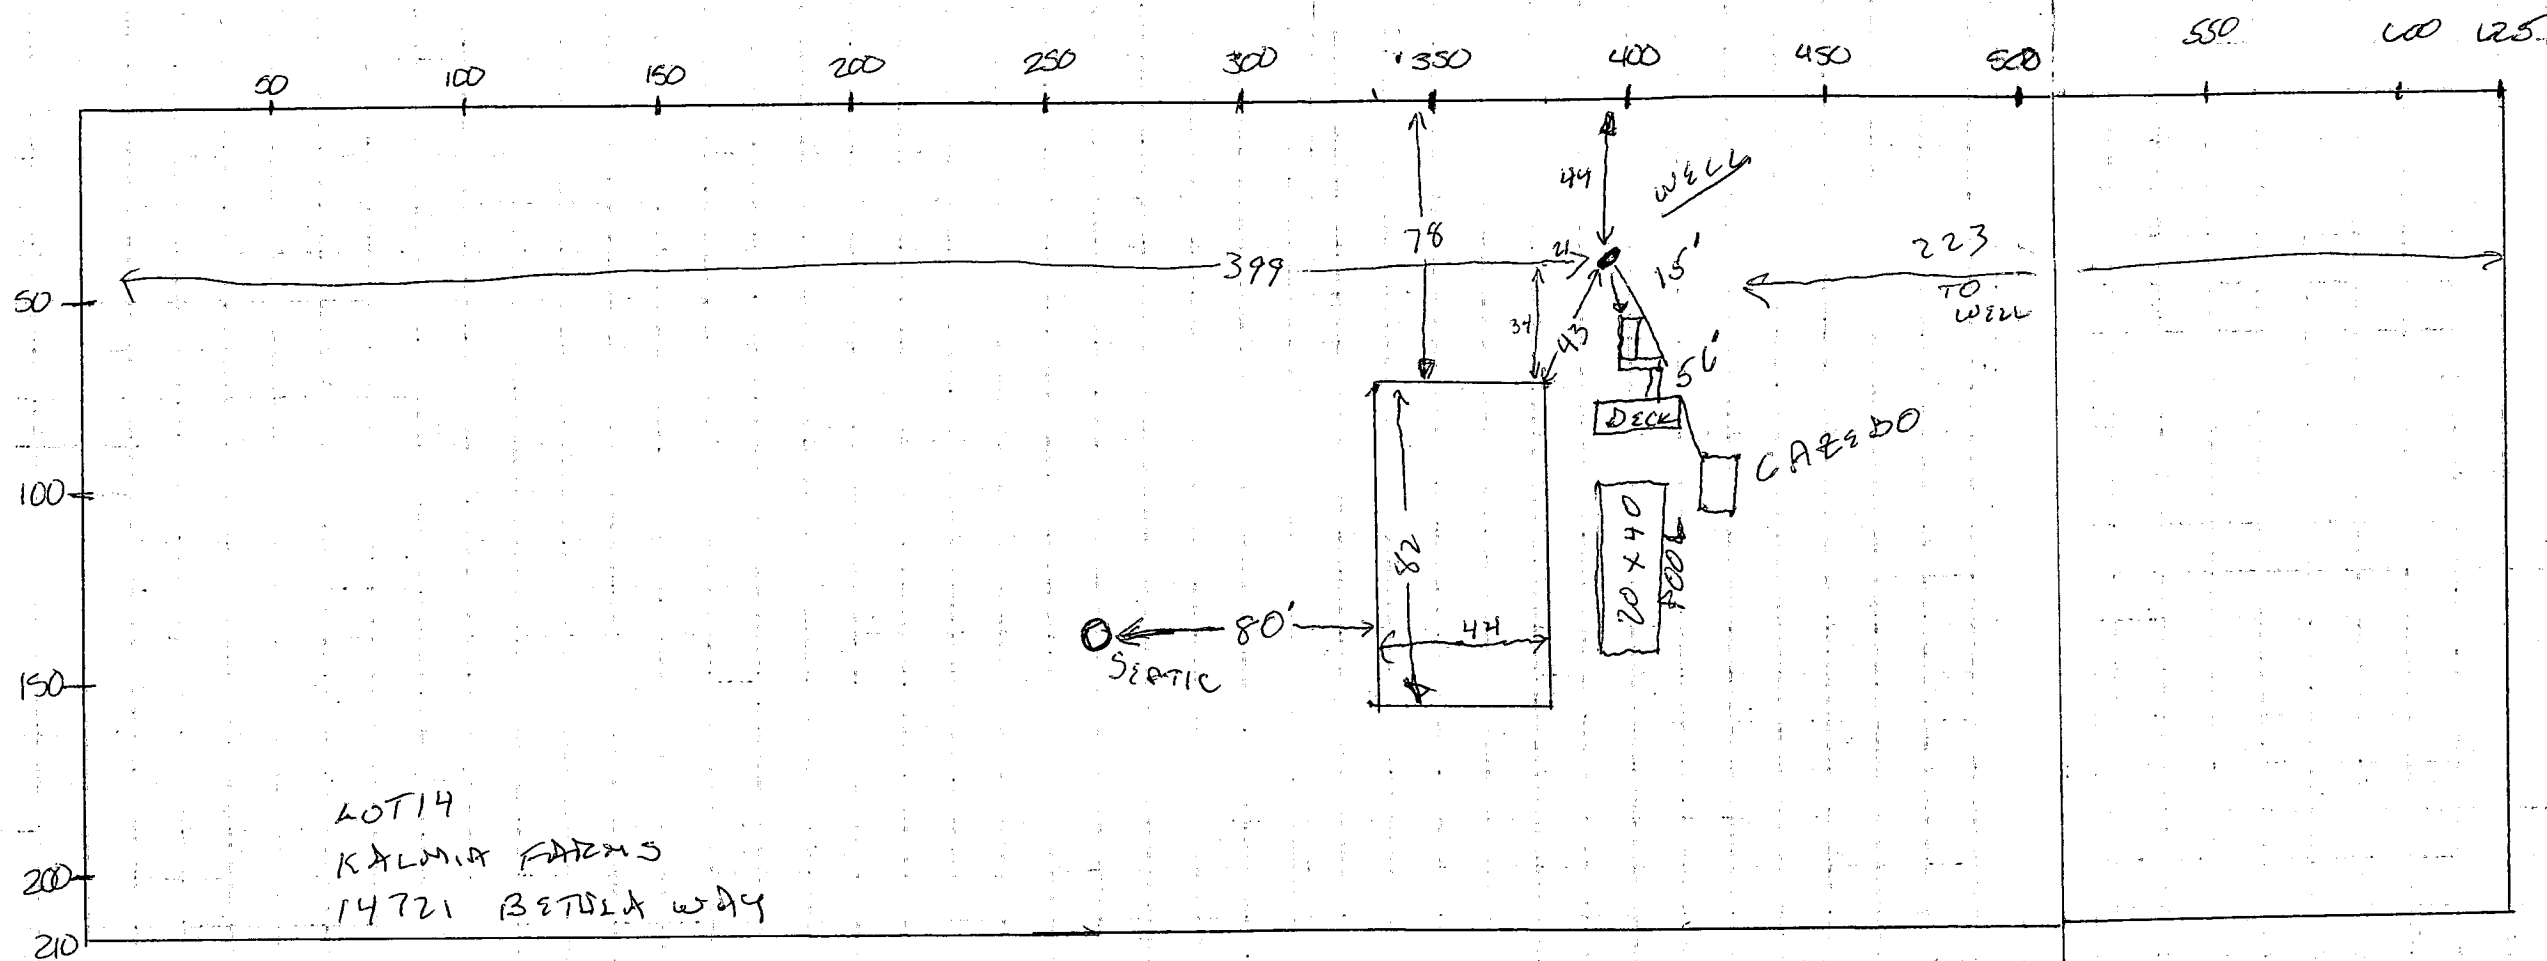 50 100 150 200 250 300 350 400 450 500 550 600 625
44
WELL
78
399
21
15'
223
TO
WELL
50
34
43
56'
DECK
GAZEBO
100
82
20 X 40
POOL
80'
44
SEPTIC
150
LOT 14
KALMIA FARMS
200
14721 BETULA WAY
210